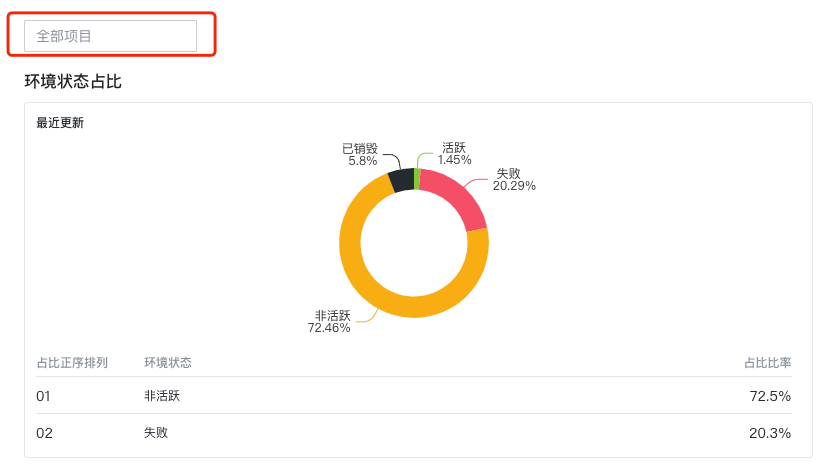 全部项目
环境状态占比
最近更新
已销毁
5.8%
活跃
1.45%
失败
20.29%
非活跃
72.46%
占比正序排列 环境状态 占比比率
01 非活跃 72.5%
02 失败 20.3%